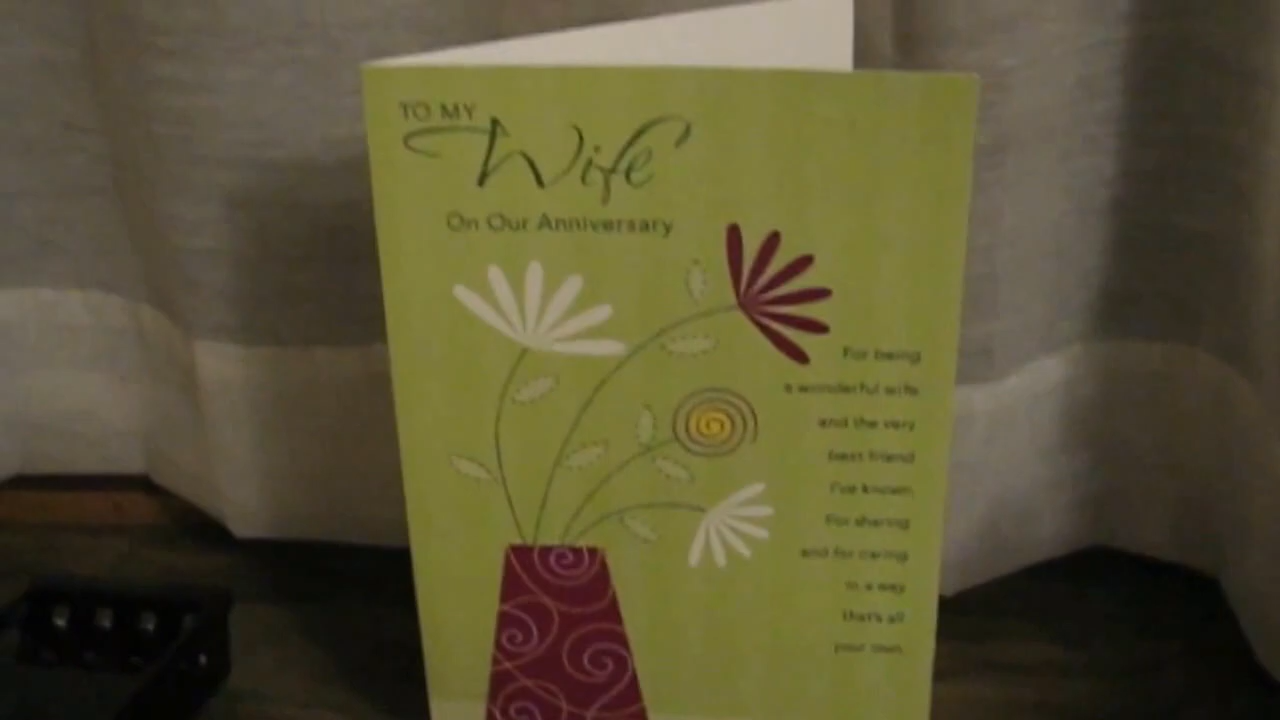 TO MY
Wife
On Our Anniversary
For being
a wonderful wife
and the very
best friend
I've known,
For sharing
and for caring
in a way
that's all
your own.